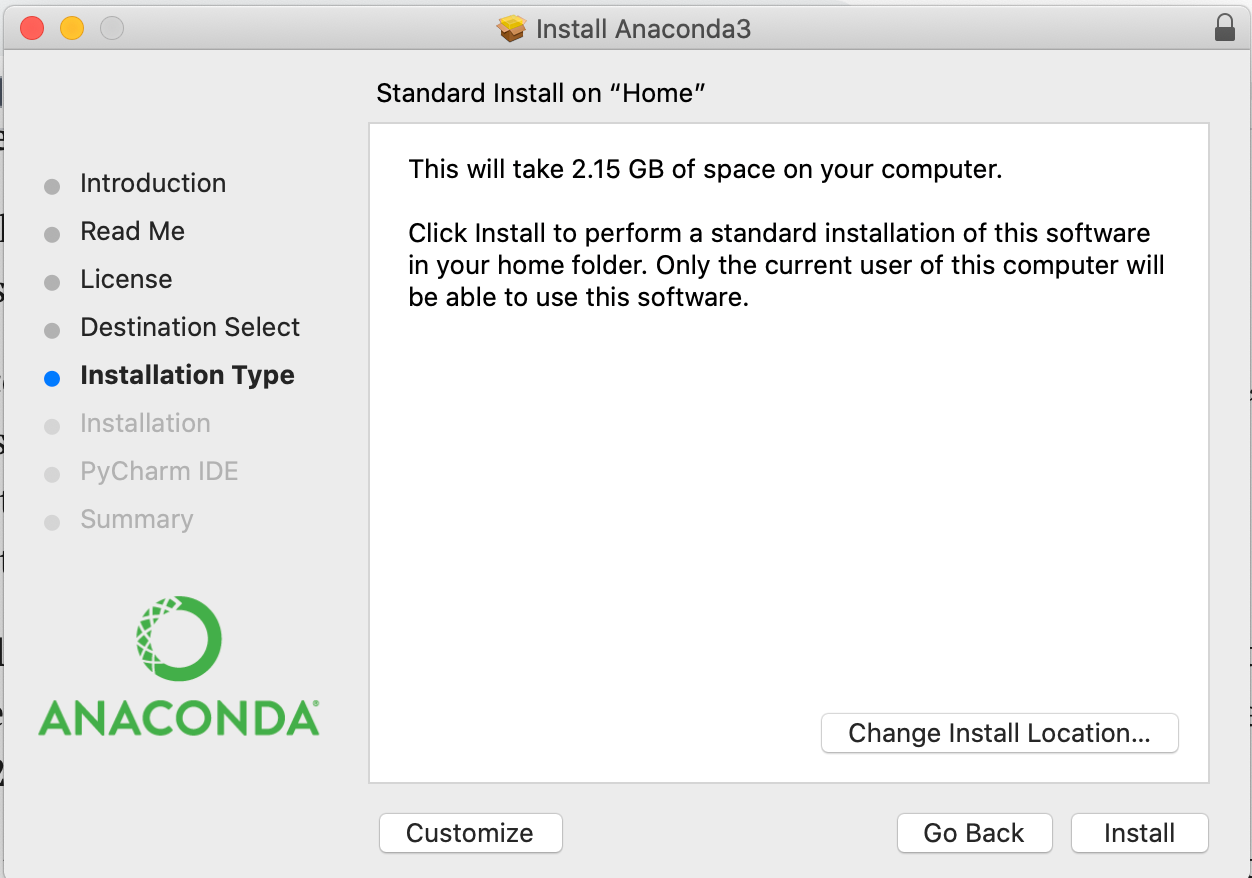 Install Anaconda3
Standard Install on “Home”
Introduction
Read Me
License
Destination Select
Installation Type
Installation
PyCharm IDE
Summary
ANANCONDA®
This will take 2.15 GB of space on your computer.
Click Install to perform a standard installation of this software
in your home folder. Only the current user of this computer will
be able to use this software.
Change Install Location...
Customize
Go Back
Install